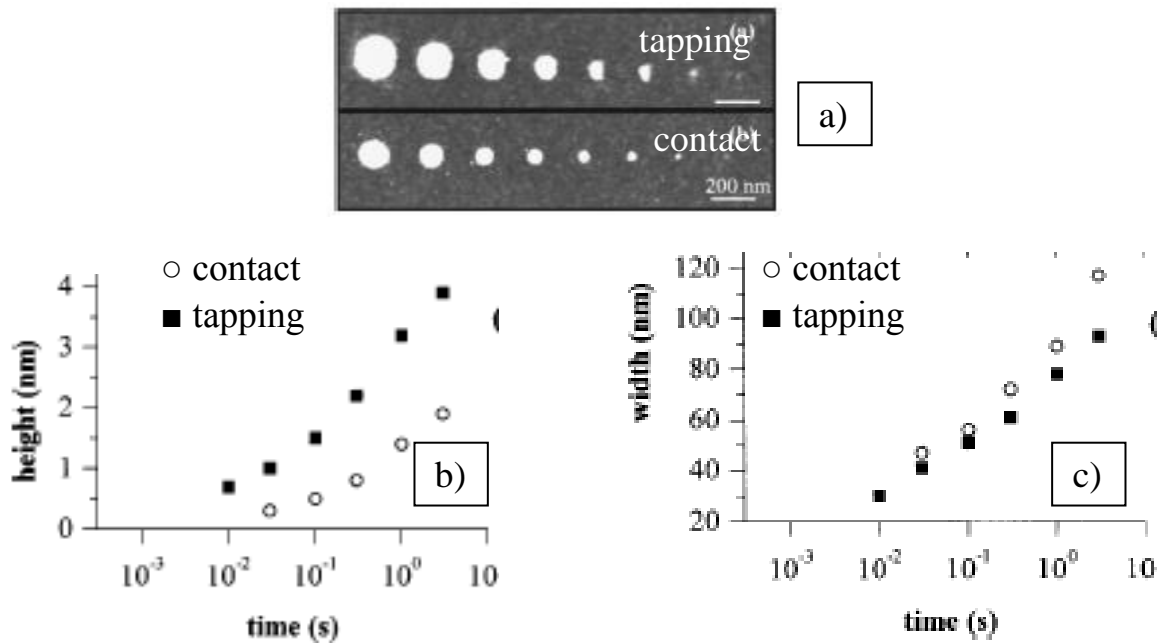 (a)
tapping
a)
(b)
contact
200 nm
○ contact
■ tapping
4
3
2
1
0
height (nm)
b)
10⁻³ 10⁻² 10⁻¹ 10⁰ 10
time (s)
○ contact
■ tapping
120
100
80
60
40
20
width (nm)
c)
10⁻³ 10⁻² 10⁻¹ 10⁰ 10
time (s)